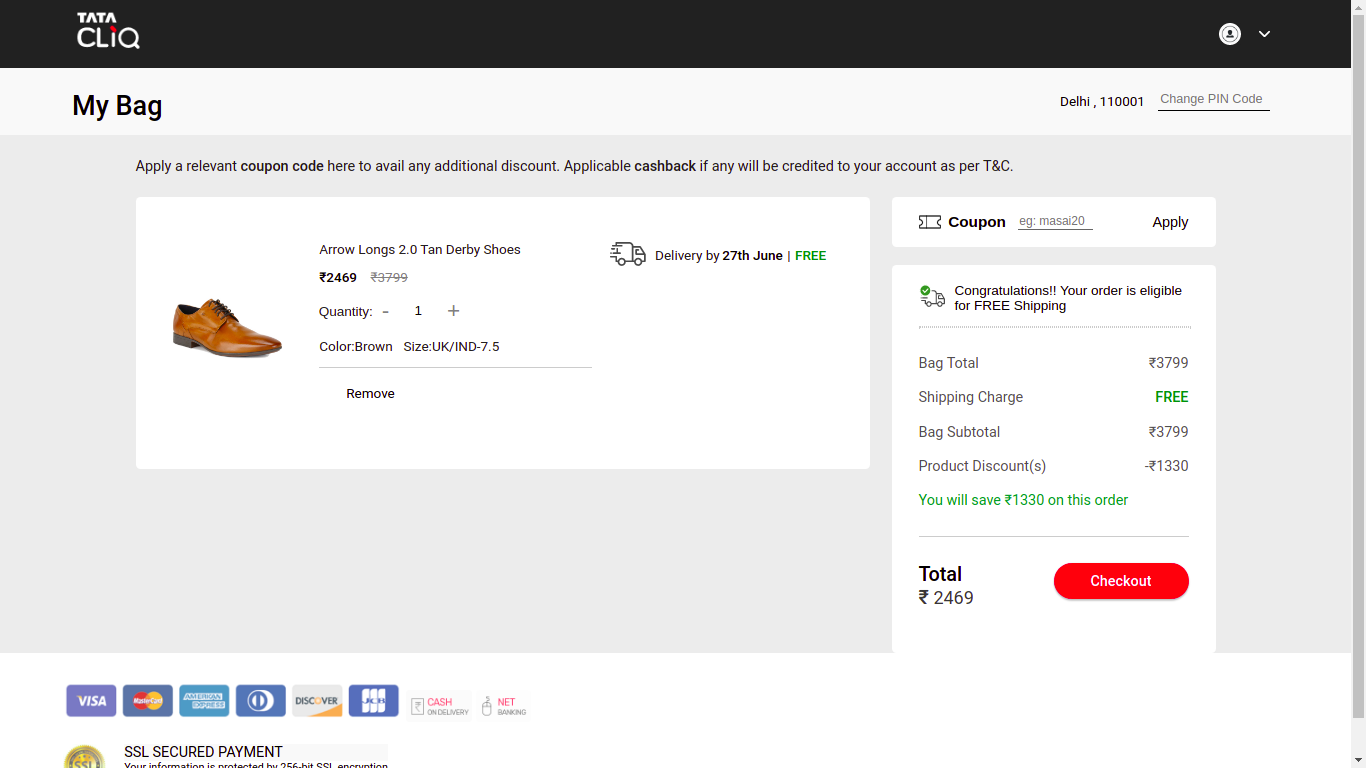 TATA
CLiQ
My Bag
Delhi , 110001
Change PIN Code
Apply a relevant coupon code here to avail any additional discount. Applicable cashback if any will be credited to your account as per T&C.
Arrow Longs 2.0 Tan Derby Shoes
₹2469 ₹3799
Quantity: - 1 +
Color:Brown Size:UK/IND-7.5
Remove
Delivery by 27th June | FREE
Coupon eg: masai20 Apply
Congratulations!! Your order is eligible
for FREE Shipping
Bag Total ₹3799
Shipping Charge FREE
Bag Subtotal ₹3799
Product Discount(s) -₹1330
You will save ₹1330 on this order
Total
₹ 2469
Checkout
VISA MasterCard AMERICAN EXPRESS DISCOVER JCB CASH ON DELIVERY NET BANKING
SSL
SSL SECURED PAYMENT
Your information is protected by 256-bit SSL encryption